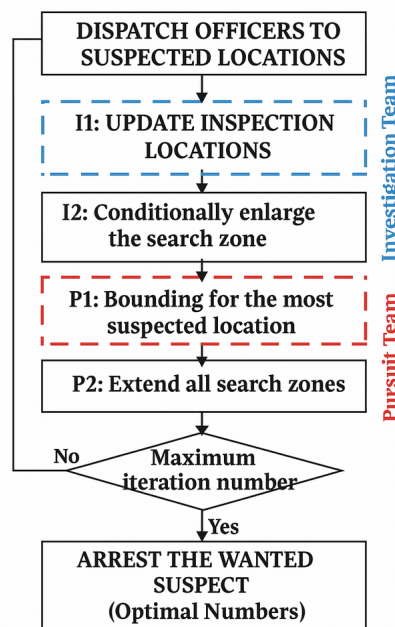 DISPATCH OFFICERS TO
SUSPECTED LOCATIONS
I1: UPDATE INSPECTION
LOCATIONS
Investigation Team
I2: Conditionally enlarge
the search zone
P1: Bounding for the most
suspected location
Pursuit Team
P2: Extend all search zones
No
Maximum
iteration number
Yes
ARREST THE WANTED
SUSPECT
(Optimal Numbers)